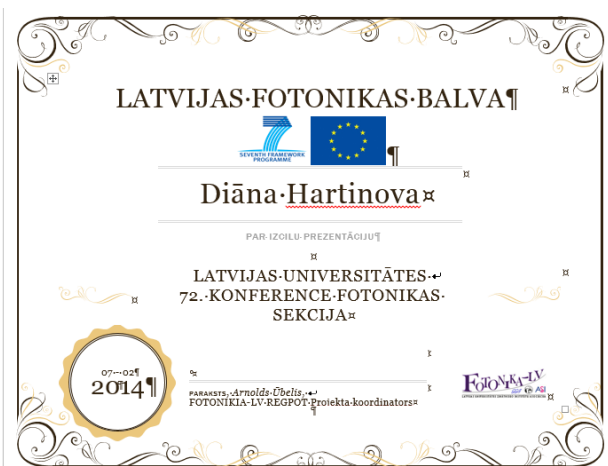 LATVIJAS·FOTONIKAS·BALVA¶
SEVENTH FRAMEWORK
PROGRAMME
¶
Diāna·Hartinova¤
PAR·IZCILU·PREZENTĀCIJU¶
LATVIJAS·UNIVERSITĀTES·↵
72.·KONFERENCE·FOTONIKAS·
SEKCIJA¤
07·–·02¶
2014¶
PARAKSTS,·Arnolds·Ūbelis,·↵
FOTONIKIA-LV-REGPOT·Projekta·koordinators¤
¶
FOTONIKA-LV